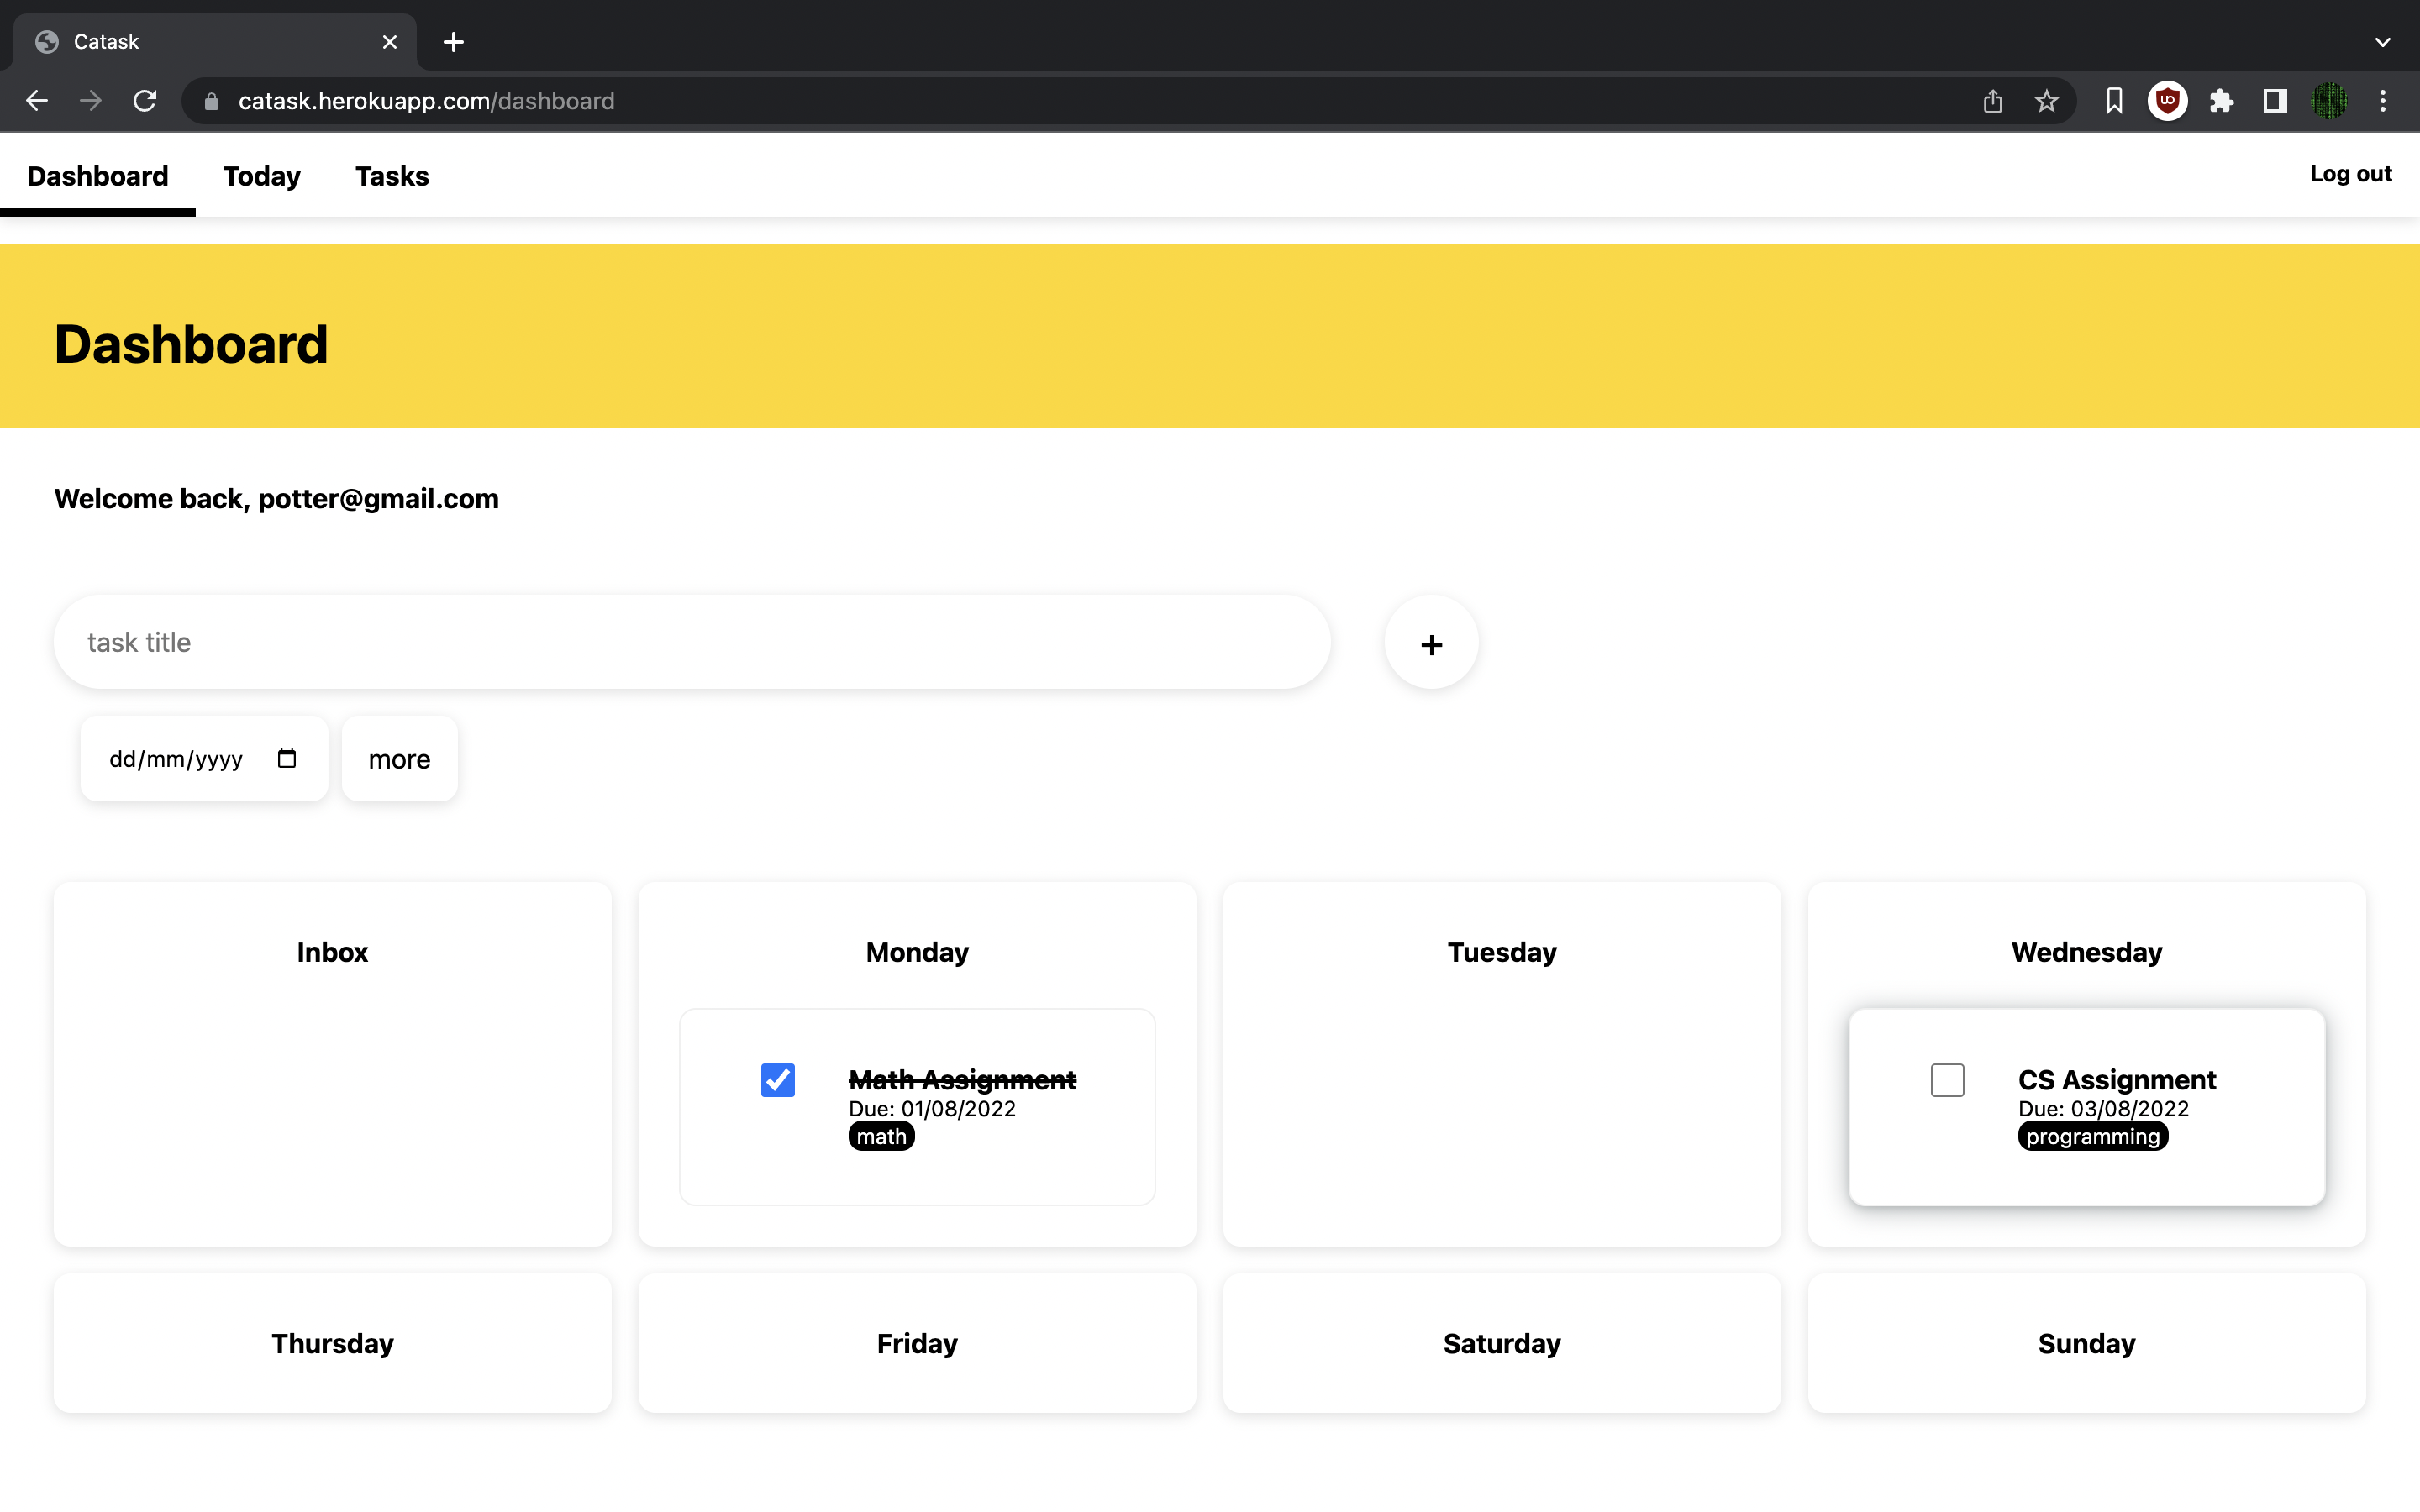 Catask
catask.herokuapp.com/dashboard
Dashboard Today Tasks Log out
Dashboard
Welcome back, potter@gmail.com
task title +
dd/mm/yyyy more
Inbox Monday Tuesday Wednesday
Math Assignment
Due: 01/08/2022
math
CS Assignment
Due: 03/08/2022
programming
Thursday Friday Saturday Sunday